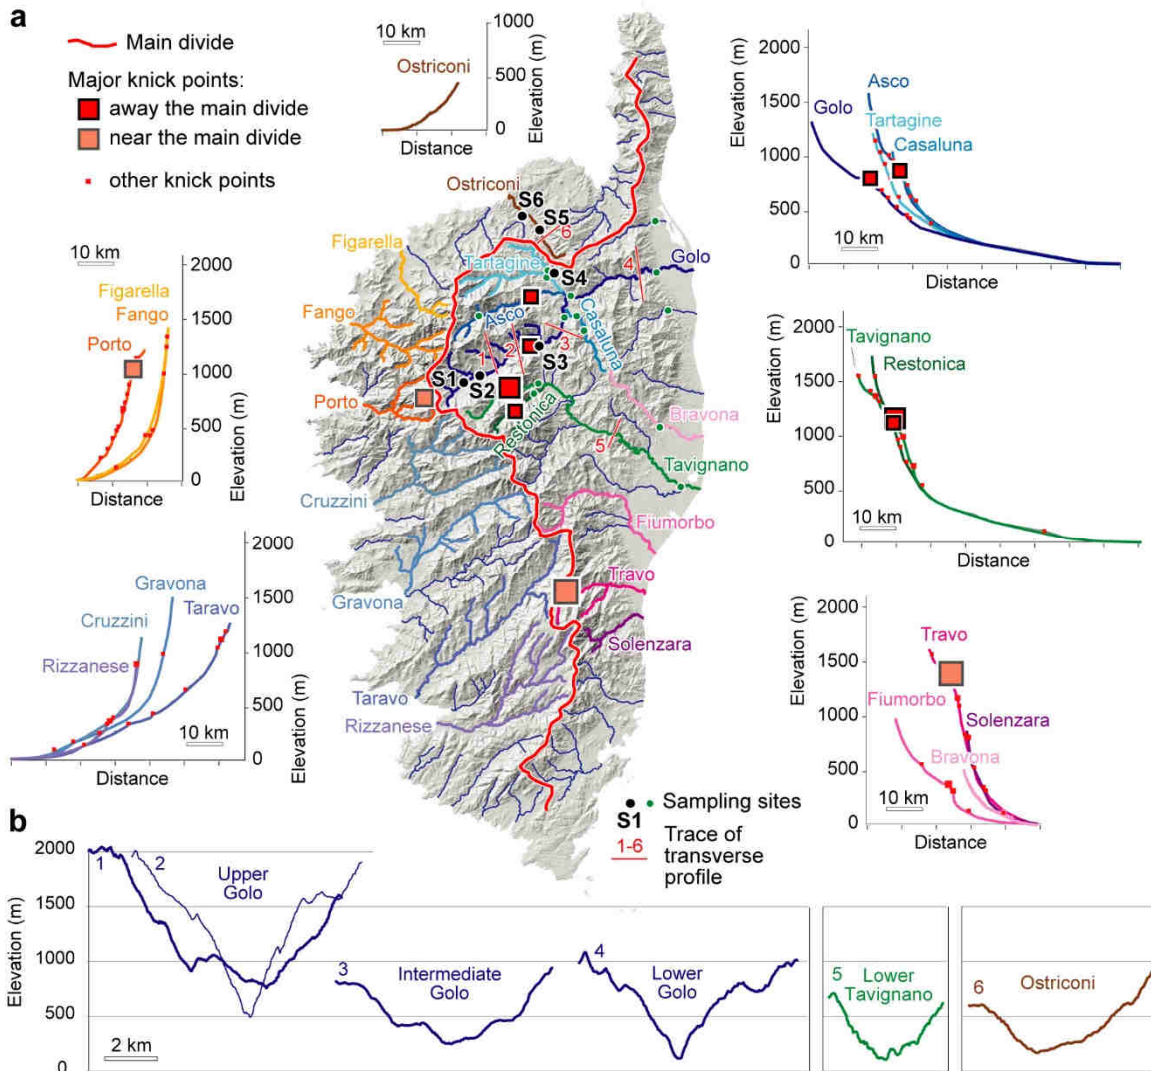 a
Main divide
Major knick points:
away the main divide
near the main divide
other knick points
10 km
Ostriconi
1000
500
0
Elevation (m)
Distance
10 km
Figarella
Fango
Porto
2000
1500
1000
500
0
Elevation (m)
Distance
Gravona
Cruzzini
Taravo
Rizzanese
10 km
2000
1500
1000
500
0
Elevation (m)
Distance
Ostriconi
S6
S5
6
Figarella
Tartagine
S4
Golo
4
Fango
Asco
Casaluna
1
2
3
S3
S1
S2
Porto
Restonica
Bravona
5
Tavignano
Cruzzini
Fiumorbo
Gravona
Travo
Solenzara
Taravo
Rizzanese
Sampling sites
S1
1-6
Trace of
transverse
profile
Elevation (m)
2000
1500
1000
500
0
Asco
Golo
Tartagine
Casaluna
10 km
Distance
Elevation (m)
2000
1500
1000
500
0
Tavignano
Restonica
10 km
Distance
Elevation (m)
2000
1500
1000
500
0
Travo
Fiumorbo
Solenzara
Bravona
10 km
Distance
b
Elevation (m)
2000
1500
1000
500
0
1
2
Upper
Golo
2 km
3
Intermediate
Golo
4
Lower
Golo
5
Lower
Tavignano
6
Ostriconi